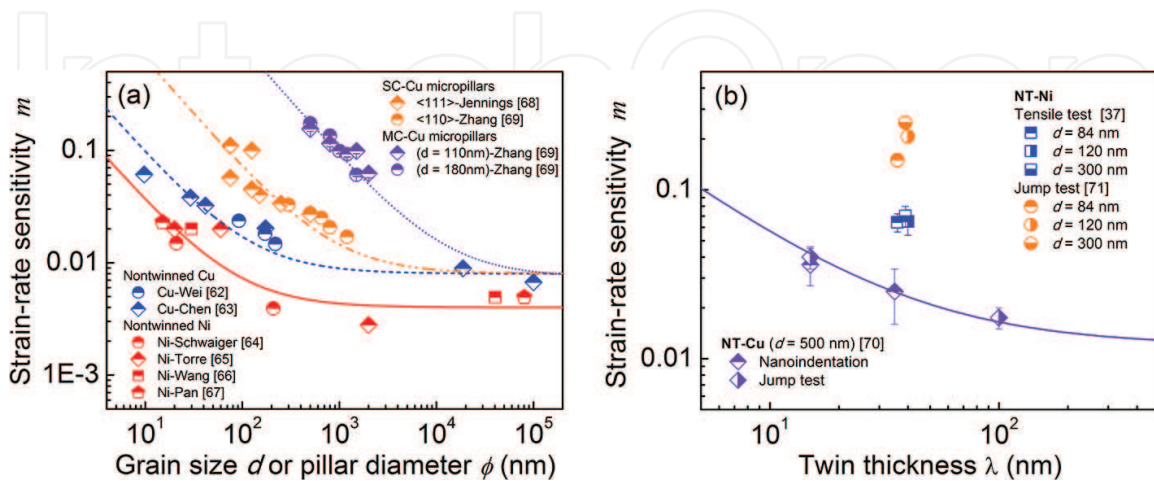 IntechOpen
(a)
SC-Cu micropillars
<111>-Jennings [68]
<110>-Zhang [69]
MC-Cu micropillars
(d = 110nm)-Zhang [69]
(d = 180nm)-Zhang [69]
Strain-rate sensitivity m
0.1
0.01
1E-3
Nontwinned Cu
Cu-Wei [62]
Cu-Chen [63]
Nontwinned Ni
Ni-Schwaiger [64]
Ni-Torre [65]
Ni-Wang [66]
Ni-Pan [67]
10¹ 10² 10³ 10⁴ 10⁵
Grain size d or pillar diameter ϕ (nm)
(b)
NT-Ni
Tensile test [37]
d = 84 nm
d = 120 nm
d = 300 nm
Jump test [71]
d = 84 nm
d = 120 nm
d = 300 nm
Strain-rate sensitivity m
0.1
0.01
NT-Cu (d = 500 nm) [70]
Nanoindentation
Jump test
10¹ 10²
Twin thickness λ (nm)